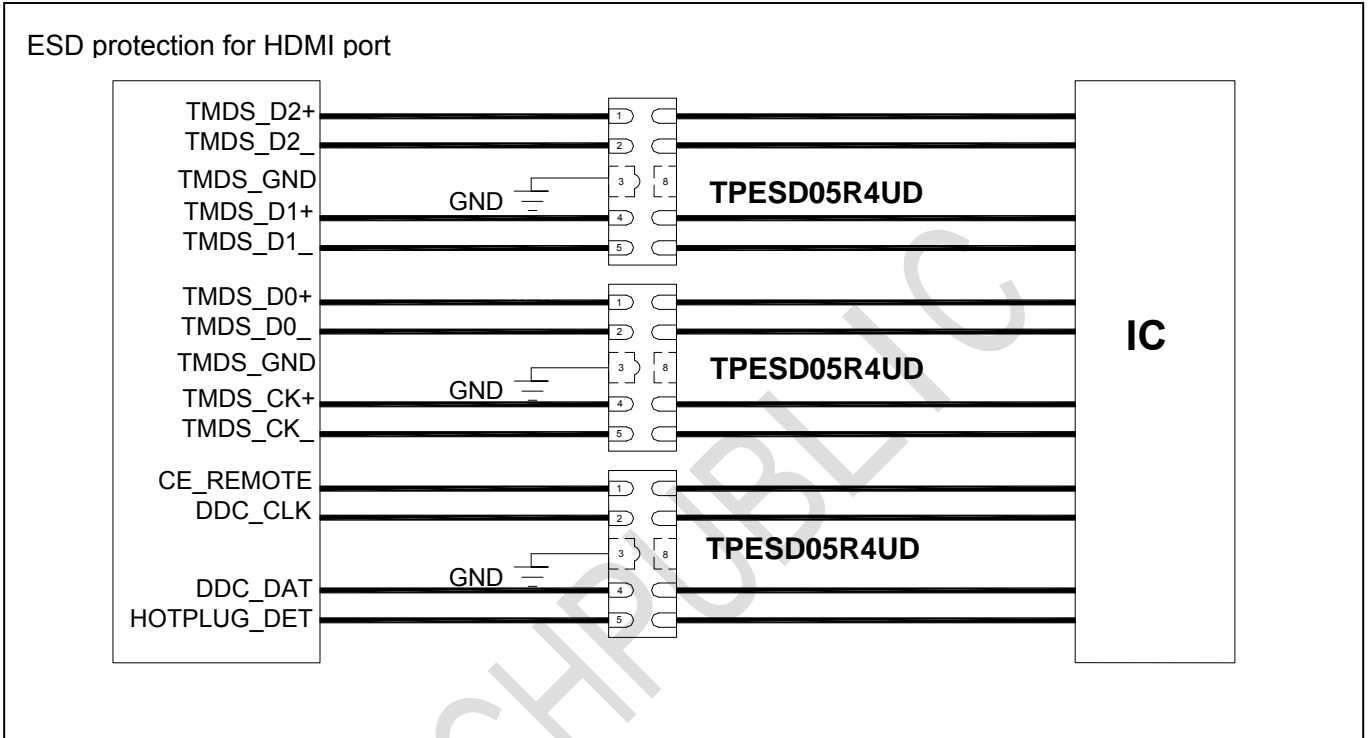 ESD protection for HDMI port
TMDS_D2+
TMDS_D2_
TMDS_GND
TMDS_D1+
TMDS_D1_
GND
1
2
3 8
4
5
TPESD05R4UD
TMDS_D0+
TMDS_D0_
TMDS_GND
TMDS_CK+
TMDS_CK_
GND
1
2
3 8
4
5
TPESD05R4UD
CE_REMOTE
DDC_CLK
DDC_DAT
HOTPLUG_DET
GND
1
2
3 8
4
5
TPESD05R4UD
IC
CHPUBLIC